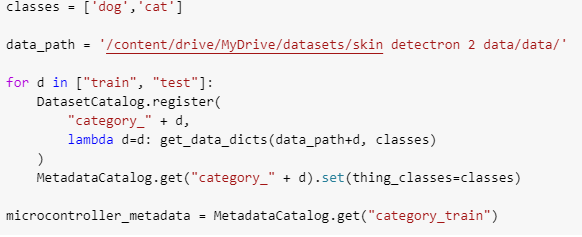 classes = ['dog','cat']
data_path = '/content/drive/MyDrive/datasets/skin detectron 2 data/data/'
for d in ["train", "test"]:
    DatasetCatalog.register(
        "category_" + d,
        lambda d=d: get_data_dicts(data_path+d, classes)
    )
    MetadataCatalog.get("category_" + d).set(thing_classes=classes)
microcontroller_metadata = MetadataCatalog.get("category_train")